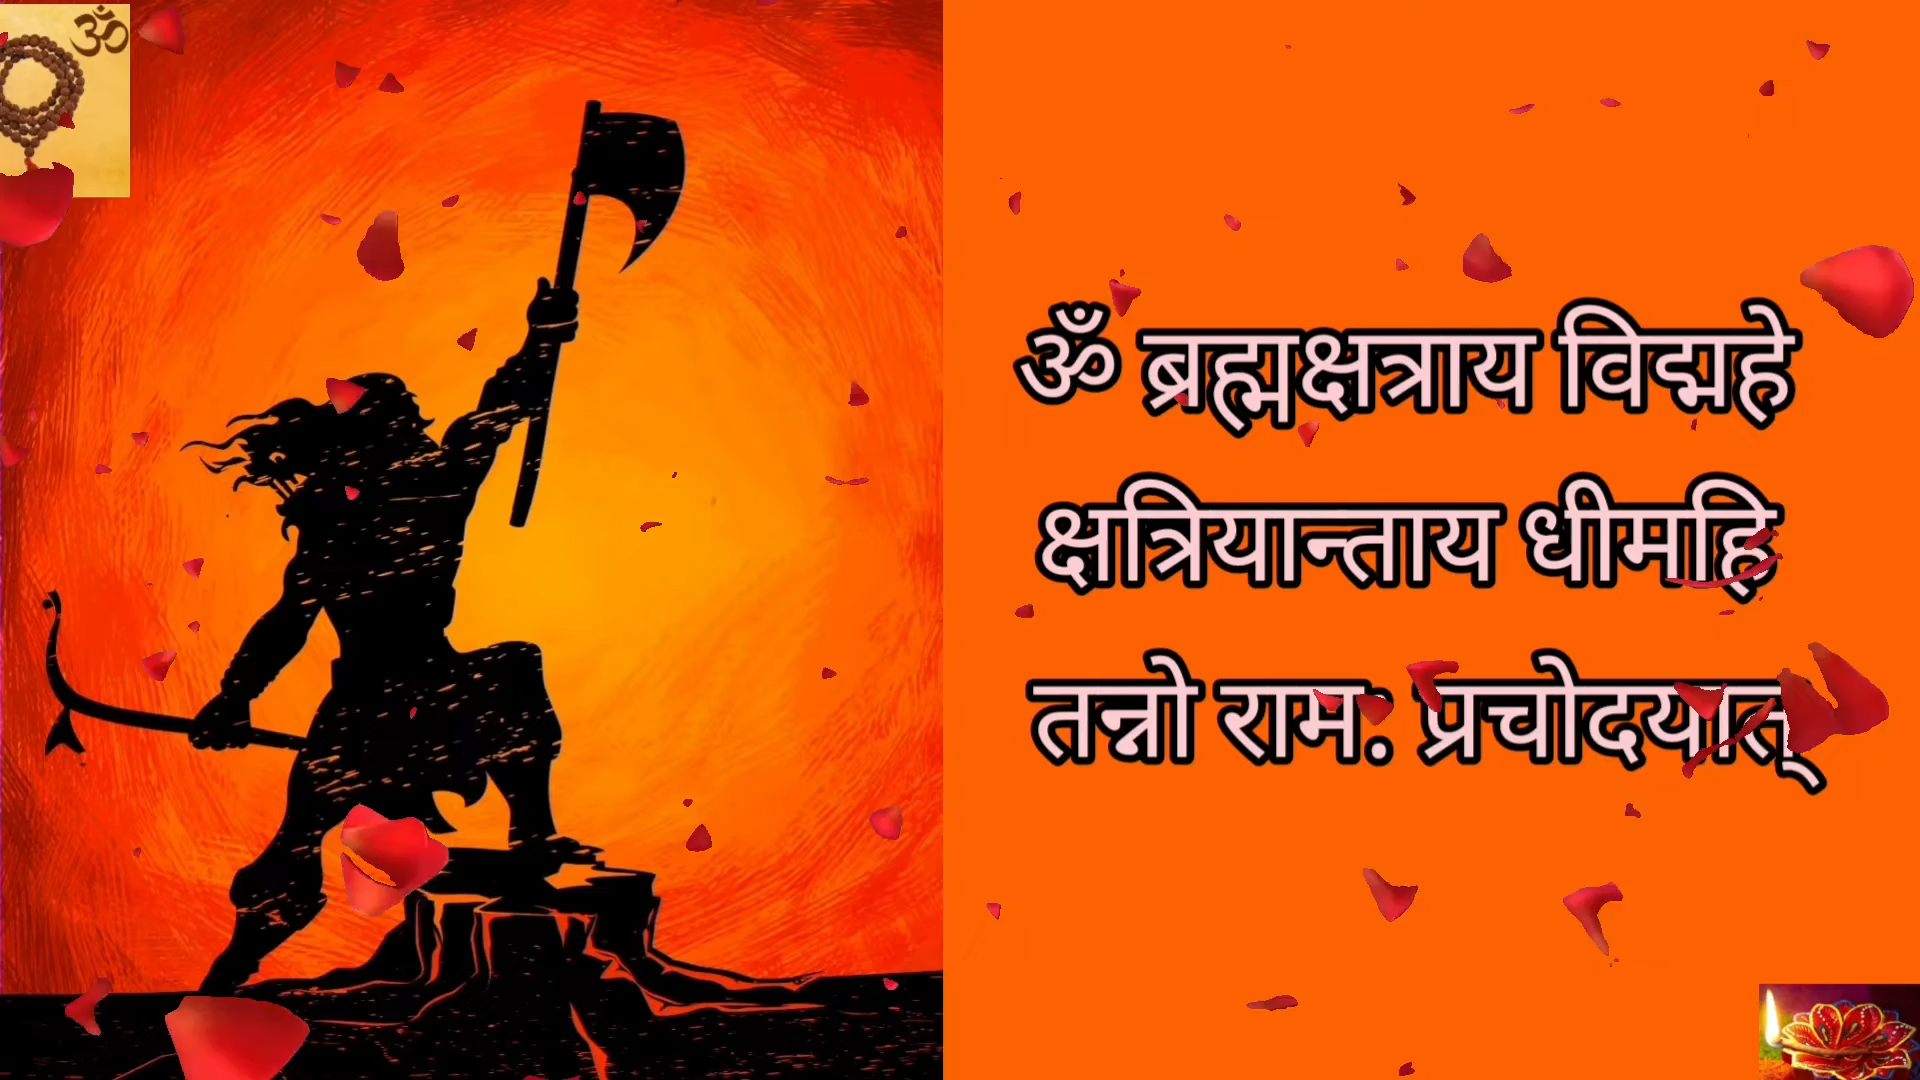 ॐ
ॐ ब्रह्मक्षत्राय विद्महे
क्षत्रियान्ताय धीमहि
तन्नो रामः प्रचोदयात्